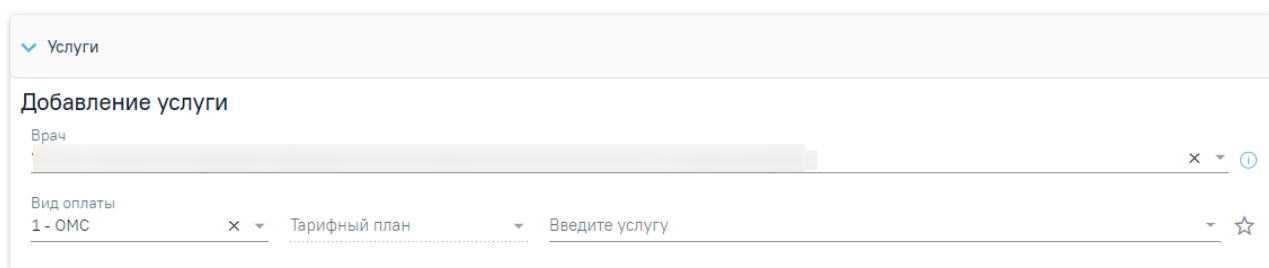 Услуги
Добавление услуги
Врач
Вид оплаты
1 - ОМС Тарифный план Введите услугу